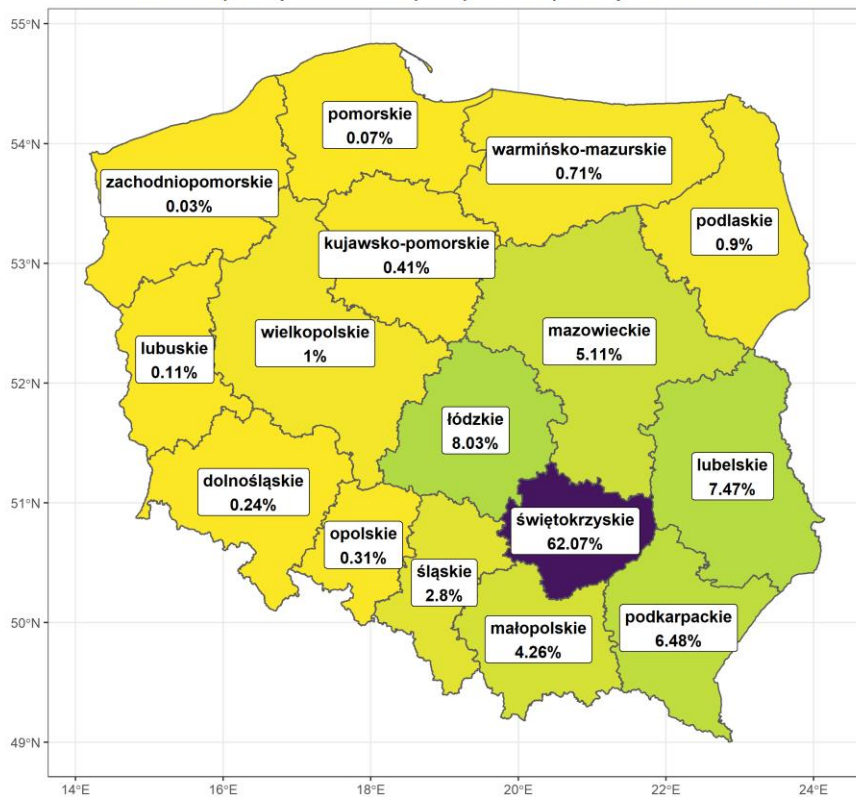 55°N
pomorskie
0.07%
54°N
warmińsko-mazurskie
0.71%
zachodniopomorskie
0.03%
podlaskie
0.9%
kujawsko-pomorskie
0.41%
53°N
mazowieckie
5.11%
wielkopolskie
1%
lubuskie
0.11%
52°N
łódzkie
8.03%
lubelskie
7.47%
dolnośląskie
0.24%
51°N
świętokrzyskie
62.07%
opolskie
0.31%
śląskie
2.8%
50°N
małopolskie
4.26%
podkarpackie
6.48%
49°N
14°E 16°E 18°E 20°E 22°E 24°E